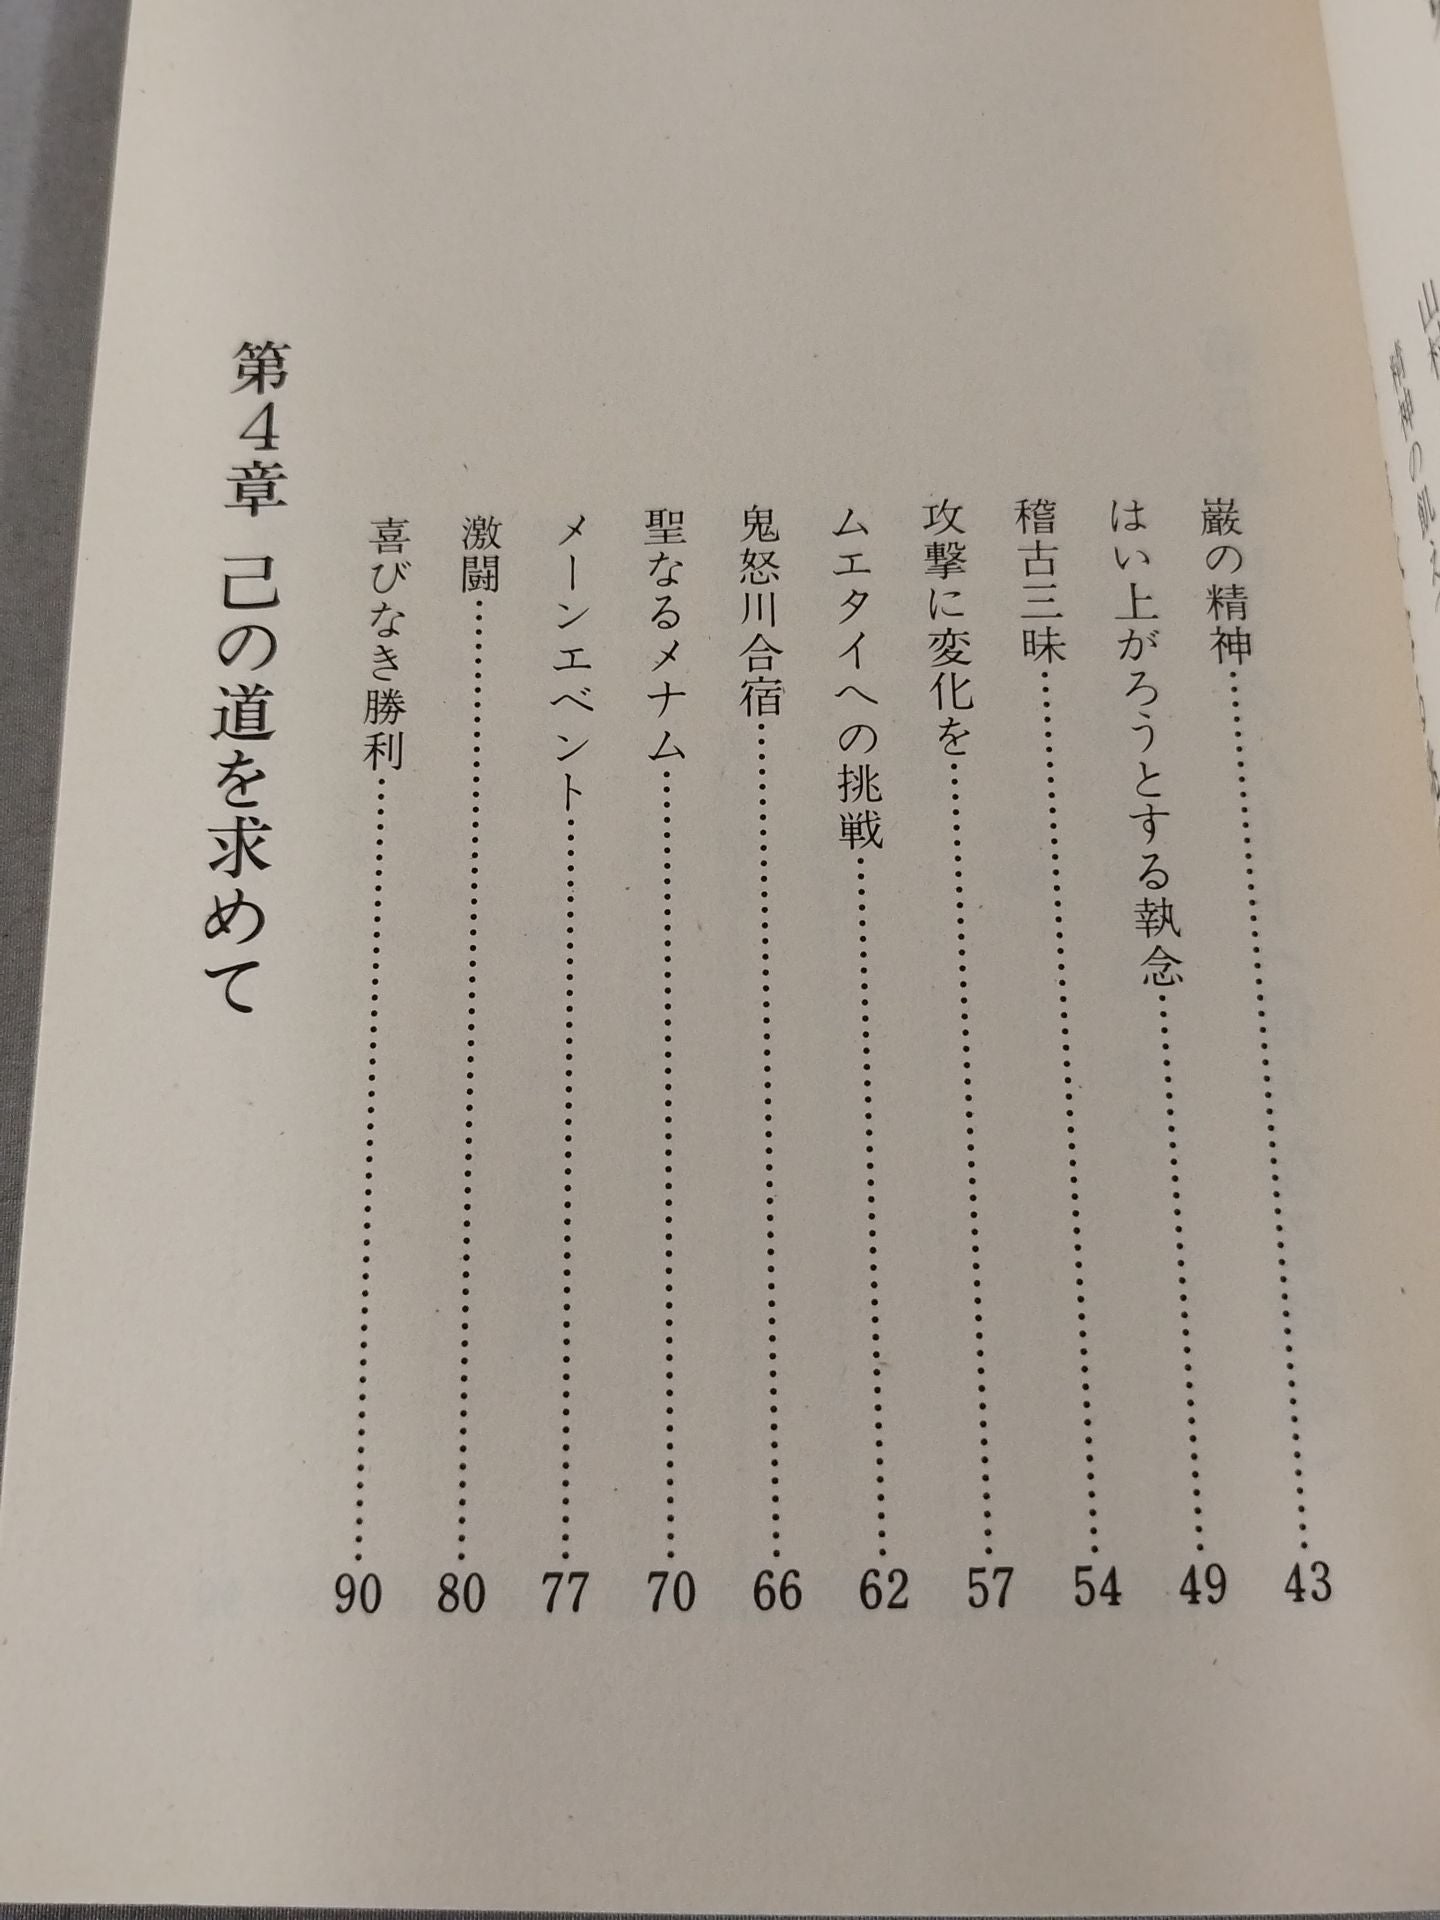 巌の精神……43
はい上がろうとする執念……49
稽古三昧……54
攻撃に変化を……57
ムエタイへの挑戦……62
鬼怒川合宿……66
聖なるメナム……70
メーンエベント……77
激闘……80
喜びなき勝利……90
第4章 己の道を求めて